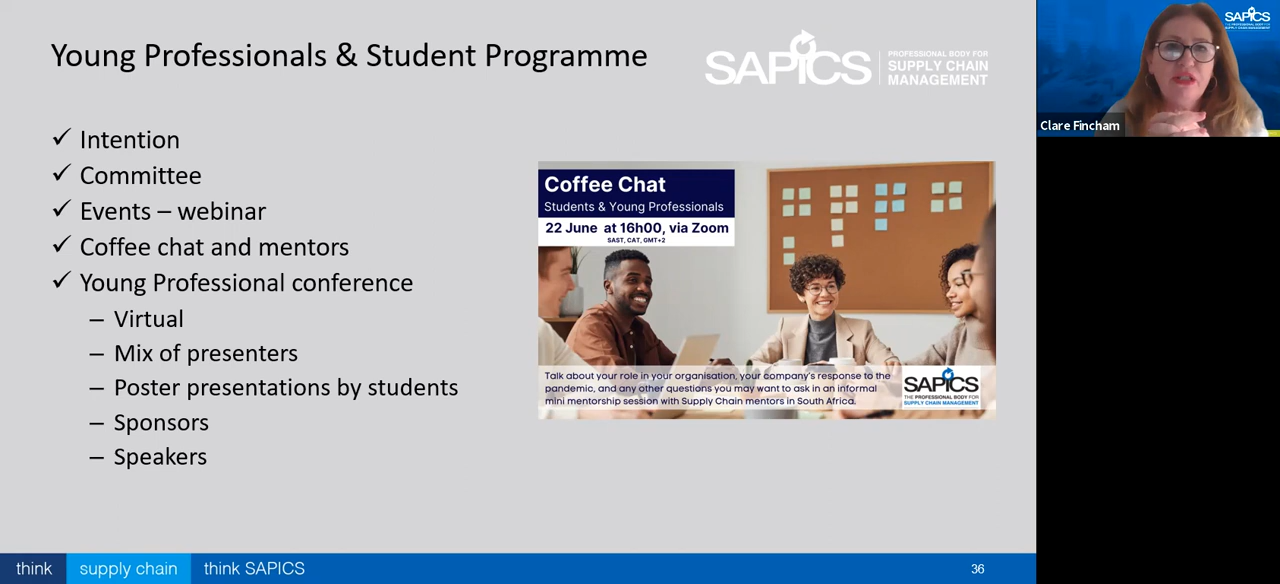 Young Professionals & Student Programme
SAPICS
PROFESSIONAL BODY FOR
SUPPLY CHAIN
MANAGEMENT
✓ Intention
✓ Committee
✓ Events – webinar
✓ Coffee chat and mentors
✓ Young Professional conference
– Virtual
– Mix of presenters
– Poster presentations by students
– Sponsors
– Speakers
Coffee Chat
Students & Young Professionals
22 June at 16h00, via Zoom
SAST, CAT, GMT+2
Talk about your role in your organisation, your company's response to the
pandemic, and any other questions you may want to ask in an informal
mini mentorship session with Supply Chain mentors in South Africa.
SAPICS
THE PROFESSIONAL BODY FOR
SUPPLY CHAIN MANAGEMENT
think supply chain think SAPICS
36
SAPICS
Clare Fincham